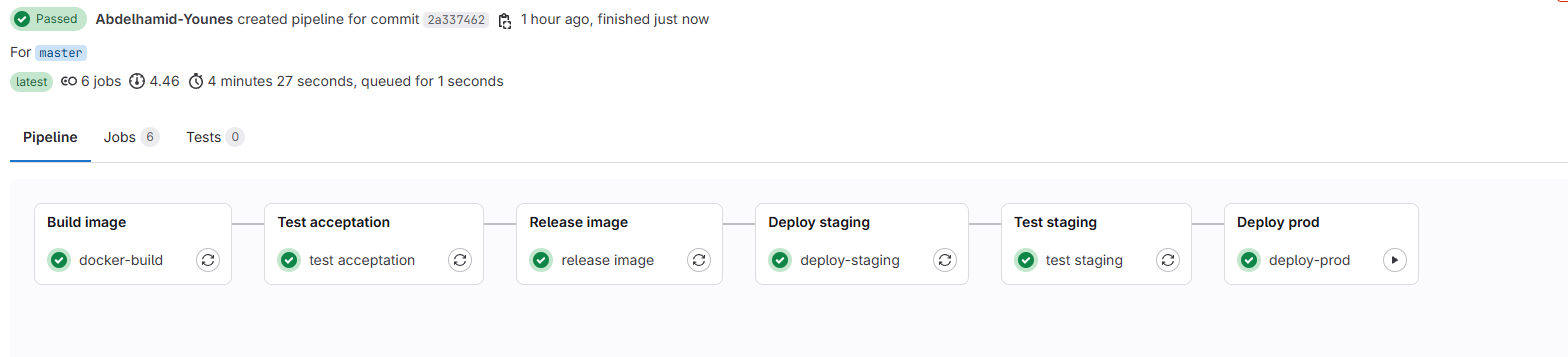 Passed Abdelhamid-Younes created pipeline for commit 2a337462 1 hour ago, finished just now
For master
latest 6 jobs 4.46 4 minutes 27 seconds, queued for 1 seconds
Pipeline Jobs 6 Tests 0
Build image Test acceptation Release image Deploy staging Test staging Deploy prod
docker-build test acceptation release image deploy-staging test staging deploy-prod